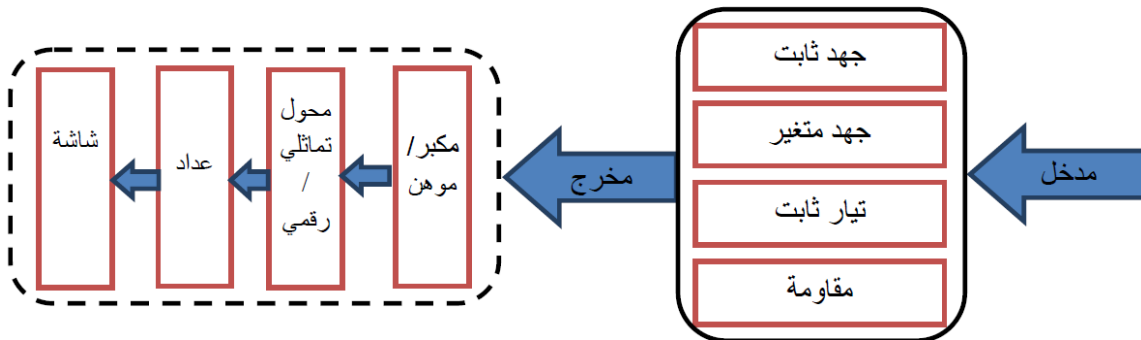 مدخل
جهد ثابت
جهد متغير
تيار ثابت
مقاومة
مخرج
مكبر/
موهن
محول
تماثلي
/
رقمي
عداد
شاشة